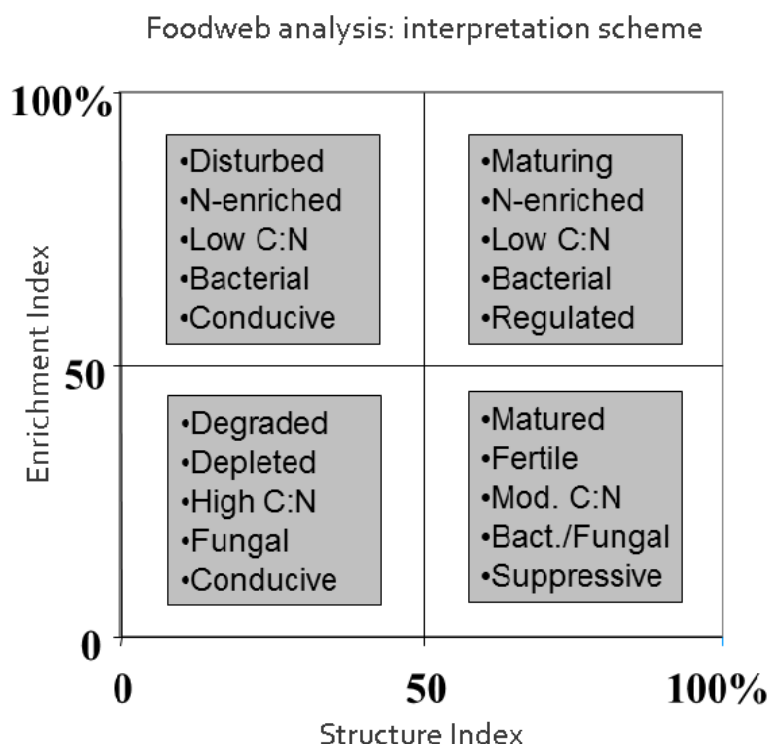 Foodweb analysis: interpretation scheme
100%
•Disturbed
•N-enriched
•Low C:N
•Bacterial
•Conducive
•Maturing
•N-enriched
•Low C:N
•Bacterial
•Regulated
Enrichment Index
50
•Degraded
•Depleted
•High C:N
•Fungal
•Conducive
•Matured
•Fertile
•Mod. C:N
•Bact./Fungal
•Suppressive
0
0
50
100%
Structure Index